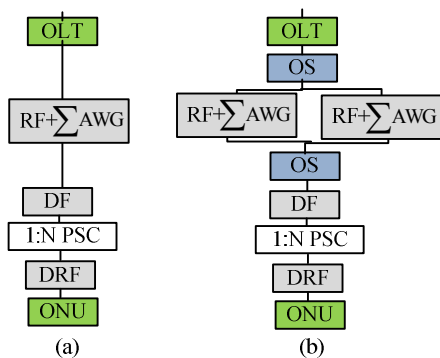 OLT
RF+∑AWG
DF
1:N PSC
DRF
ONU
(a)
OLT
OS
RF+∑AWG
RF+∑AWG
OS
DF
1:N PSC
DRF
ONU
(b)